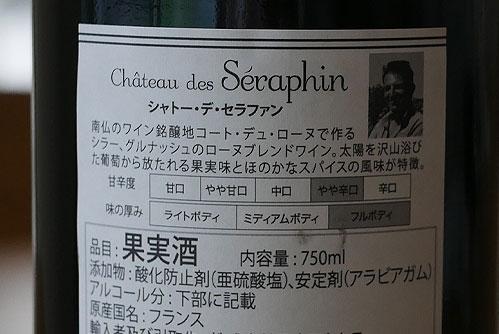 Château des Séraphin
シャトー・デ・セラファン
南仏のワイン銘醸地コート・デュ・ローヌで作る
シラー、グルナッシュのローヌブレンドワイン。太陽を沢山浴び
た葡萄から放たれる果実味とほのかなスパイスの風味が特徴。
甘辛度 甘口 やや甘口 中口 やや辛口 辛口
味の厚み ライトボディ ミディアムボディ フルボディ
品目：果実酒 内容量：750ml
添加物：酸化防止剤（亜硫酸塩）、安定剤（アラビアガム）
アルコール分：下部に記載
原産国名：フランス
輸入者及び引取先